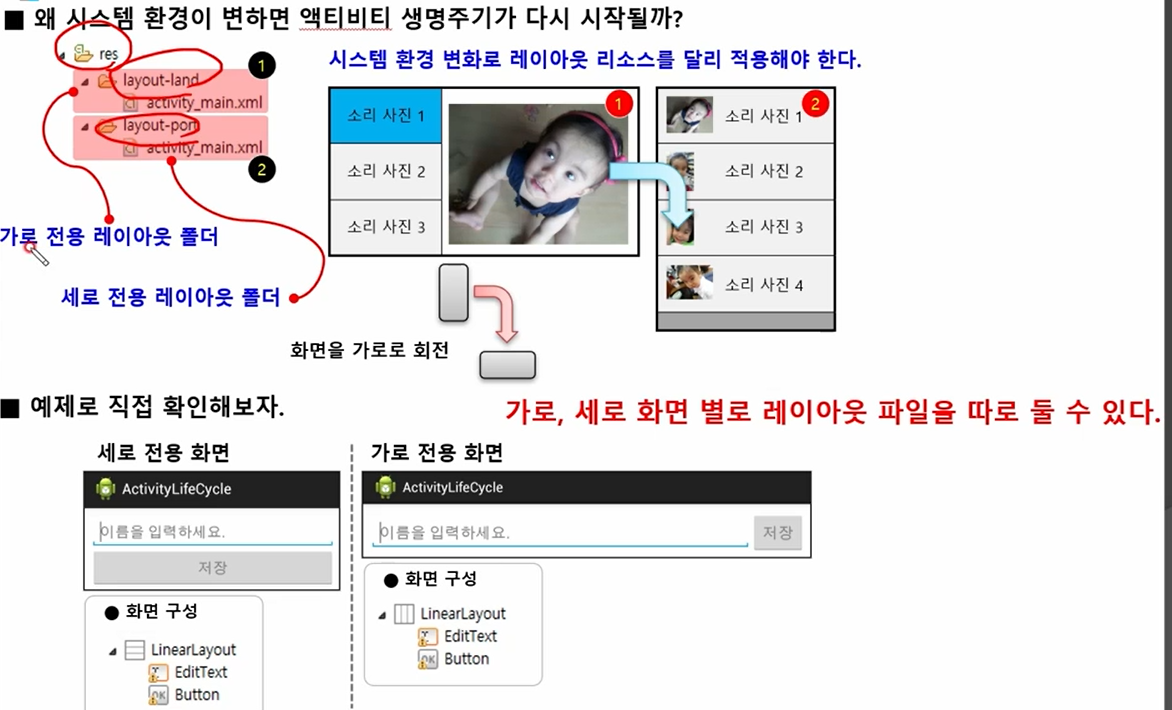 ■ 왜 시스템 환경이 변하면 액티비티 생명주기가 다시 시작될까?
res
layout-land
activity_main.xml
layout-port
activity_main.xml
1
2
가로 전용 레이아웃 폴더
세로 전용 레이아웃 폴더
시스템 환경 변화로 레이아웃 리소스를 달리 적용해야 한다.
소리 사진 1
소리 사진 2
소리 사진 3
1
소리 사진 1
소리 사진 2
소리 사진 3
소리 사진 4
2
화면을 가로로 회전
■ 예제로 직접 확인해보자.
가로, 세로 화면 별로 레이아웃 파일을 따로 둘 수 있다.
세로 전용 화면
ActivityLifeCycle
이름을 입력하세요.
저장
● 화면 구성
LinearLayout
EditText
OK Button
가로 전용 화면
ActivityLifeCycle
이름을 입력하세요.
저장
● 화면 구성
LinearLayout
EditText
OK Button